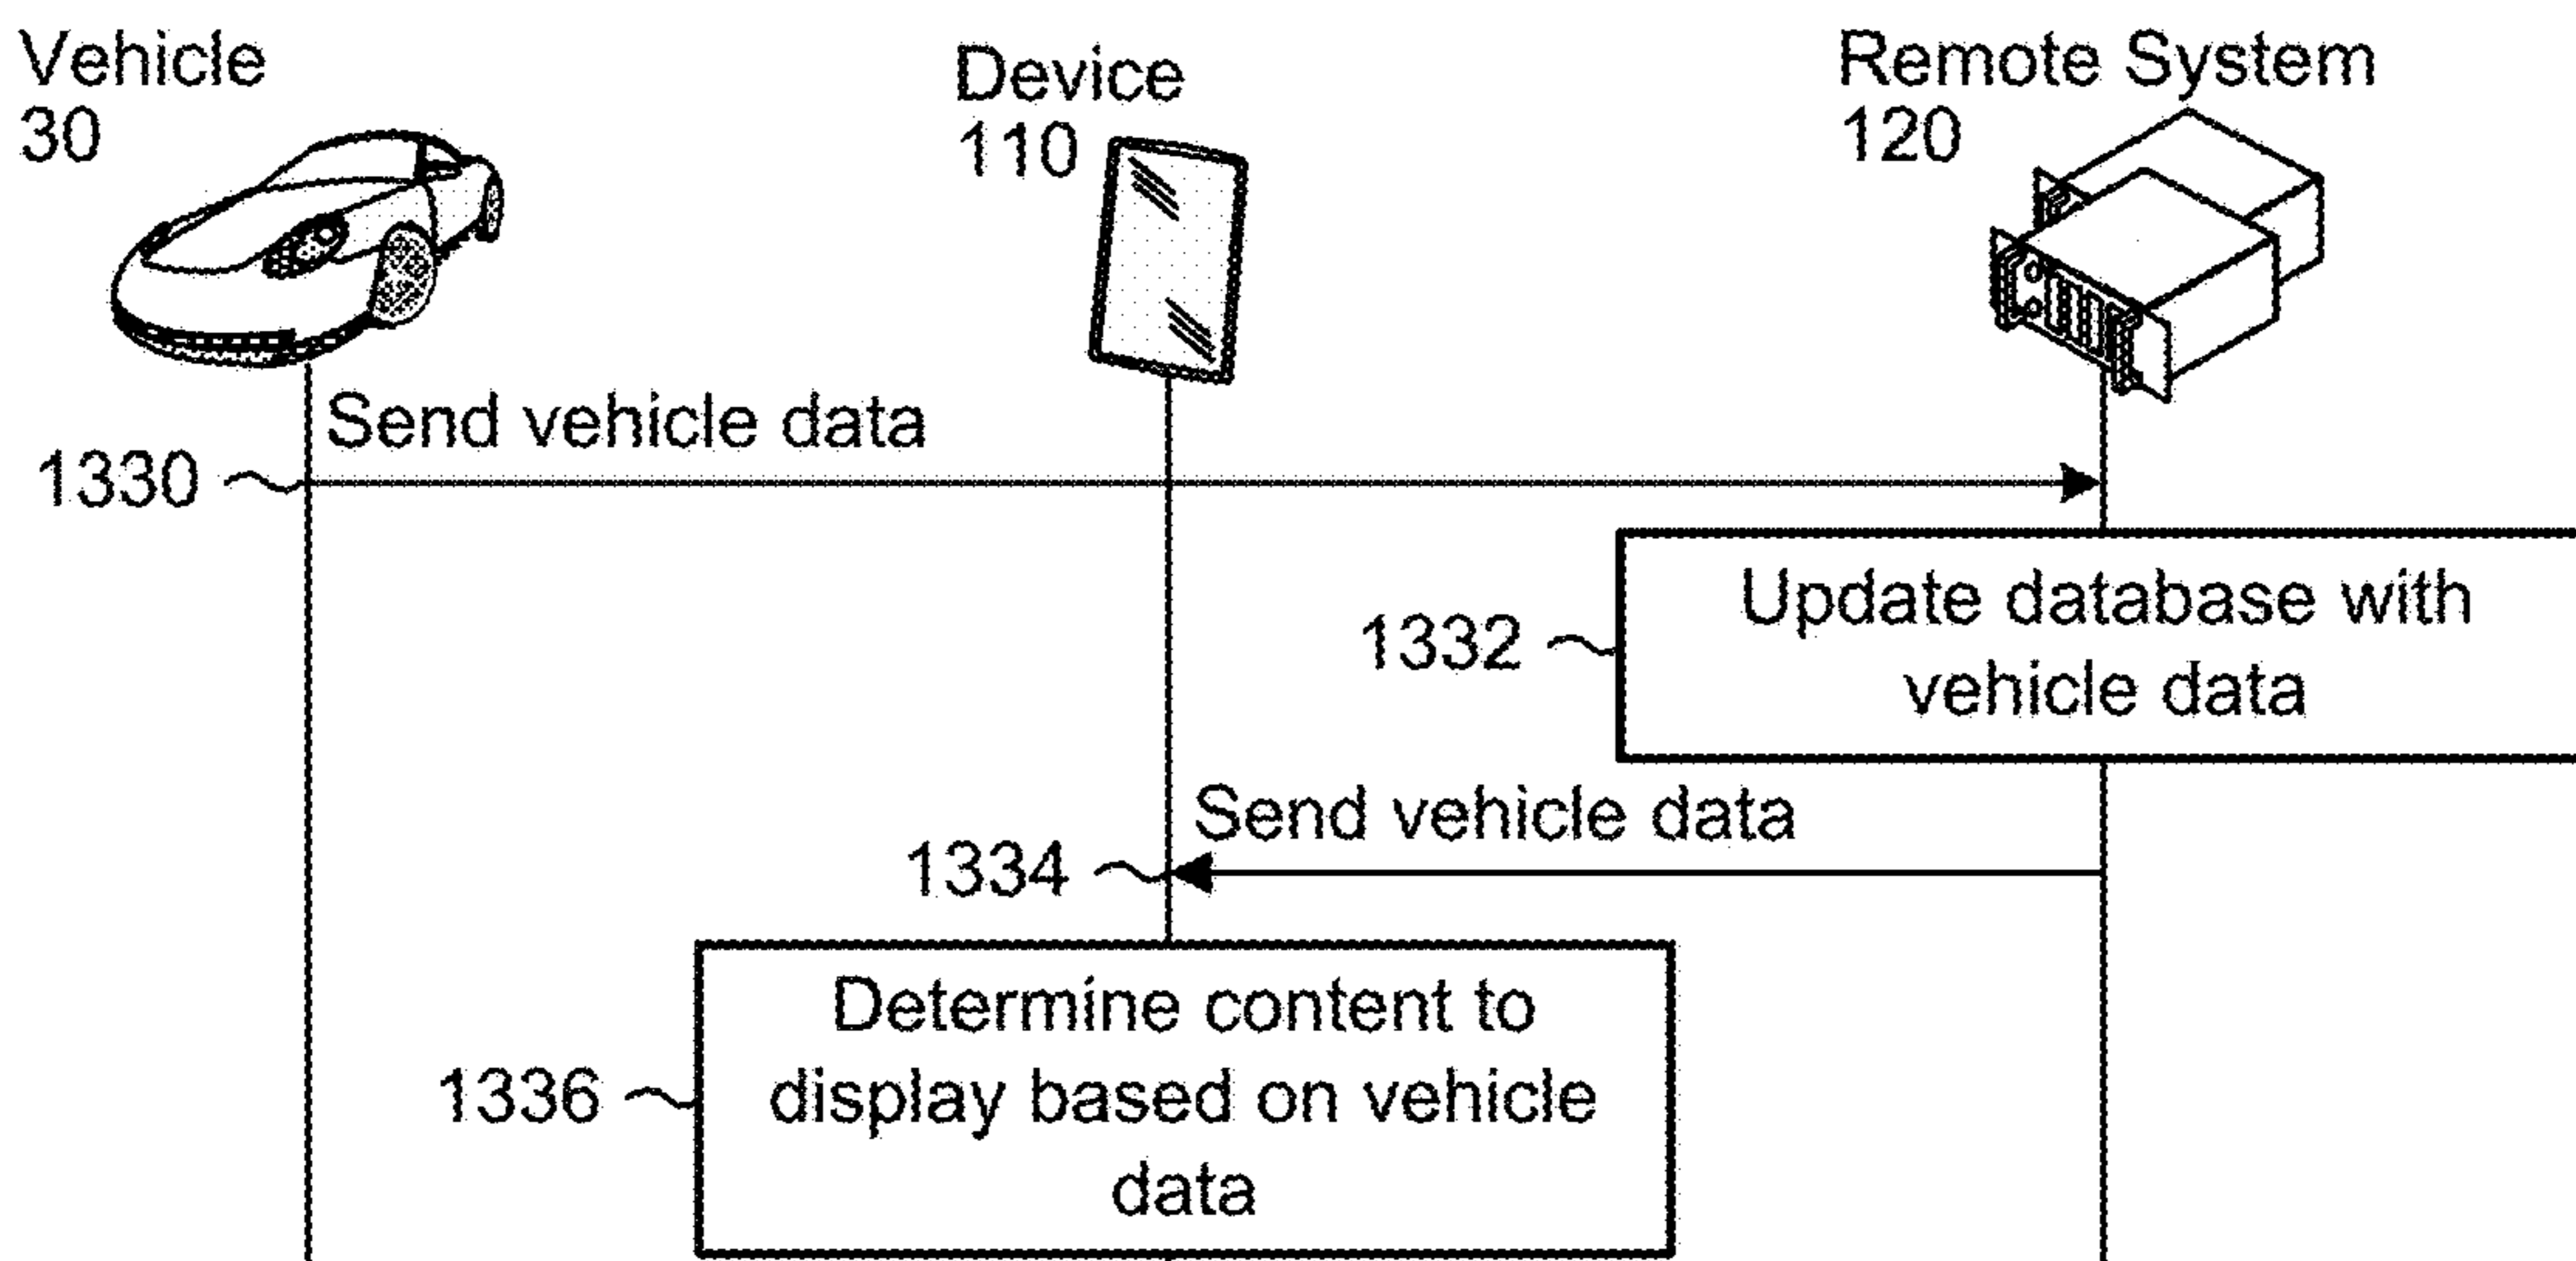 Vehicle
30
Device
110
Remote System
120
Send vehicle data
1330
Update database with
vehicle data
1332
Send vehicle data
1334
Determine content to
display based on vehicle
data
1336